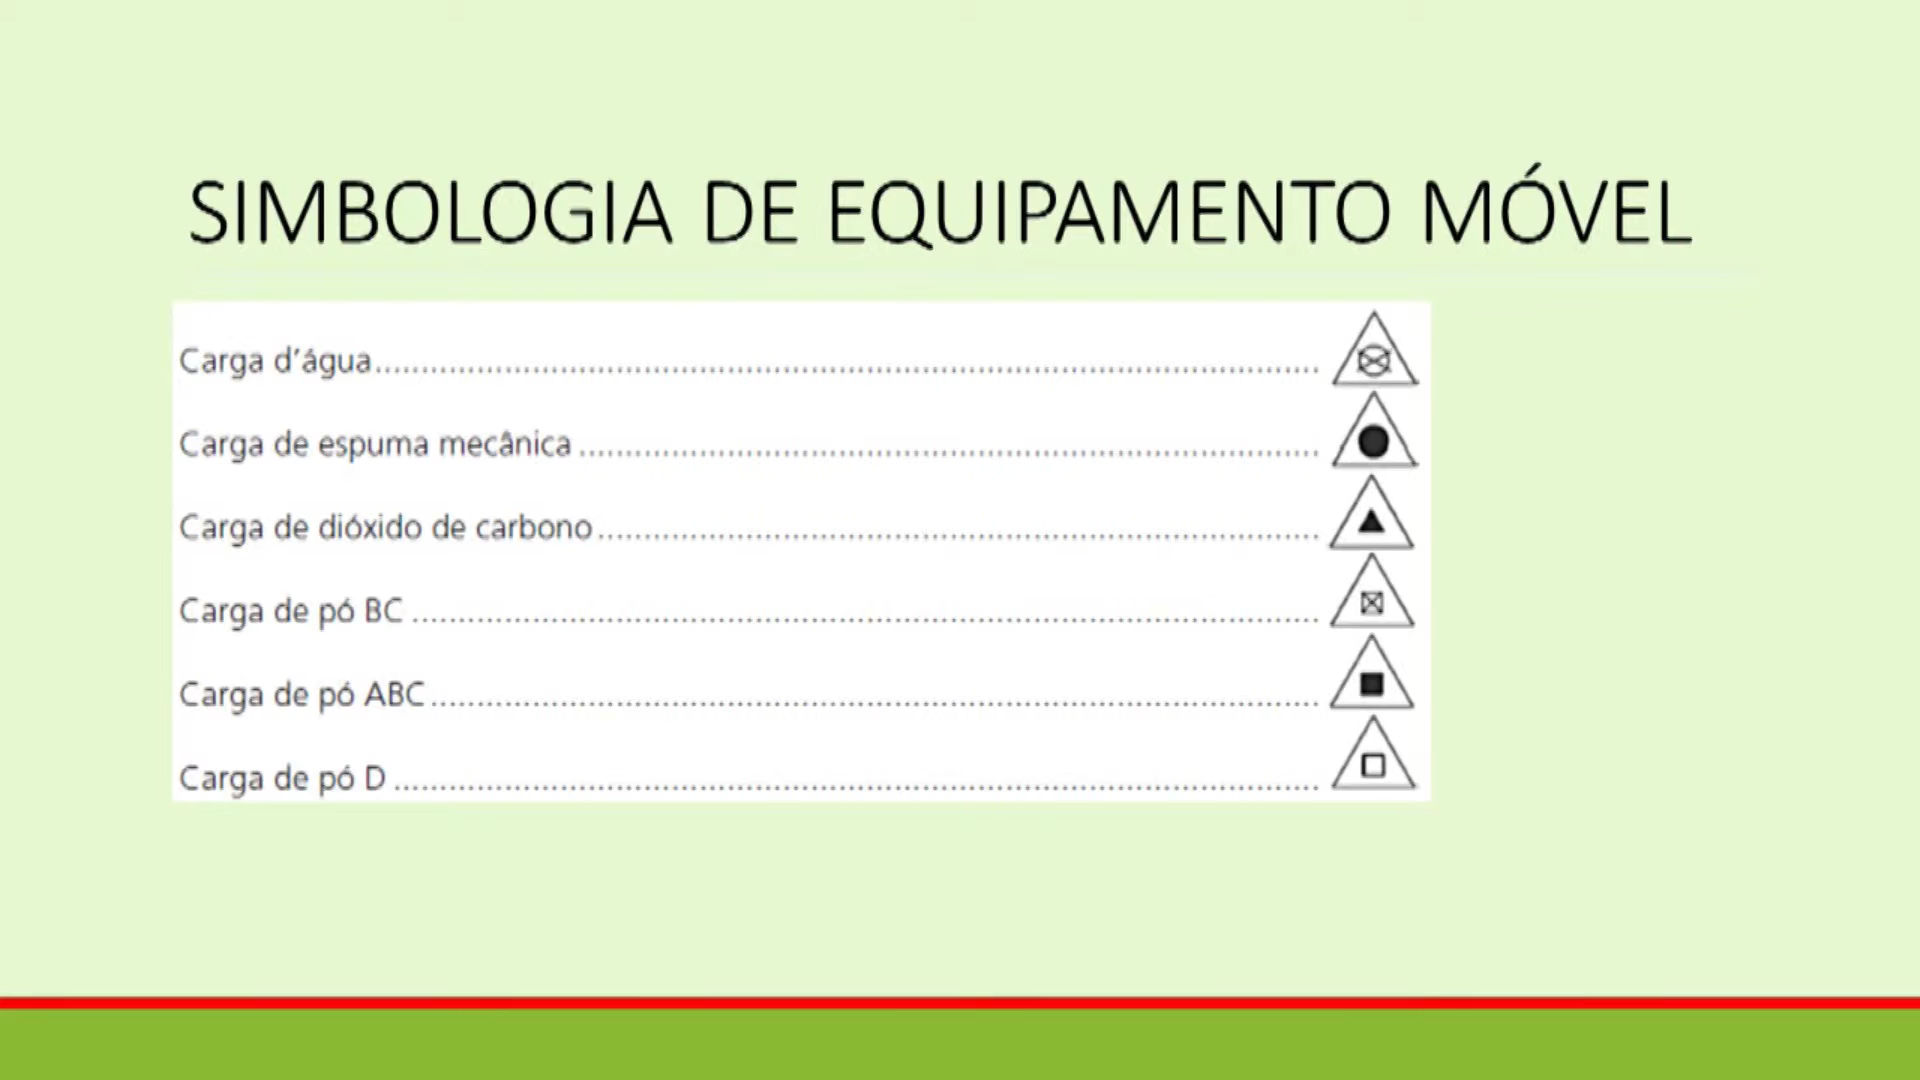 SIMBOLOGIA DE EQUIPAMENTO MÓVEL
Carga d'água
Carga de espuma mecânica
Carga de dióxido de carbono
Carga de pó BC
Carga de pó ABC
Carga de pó D